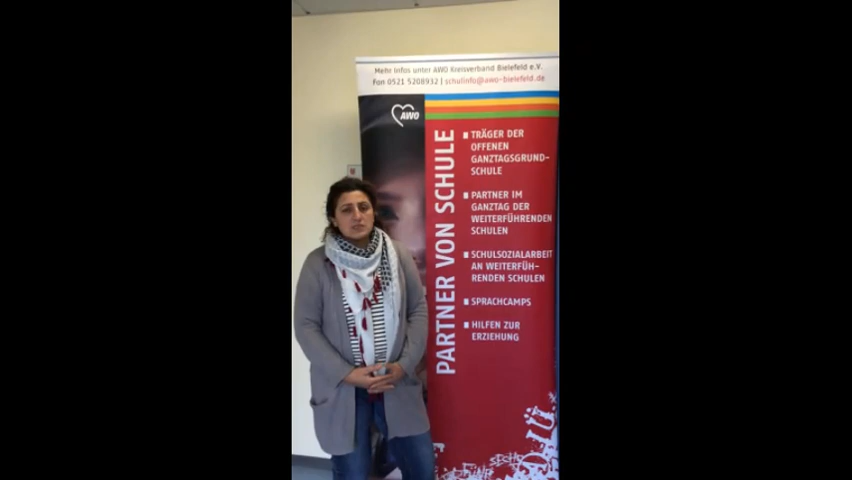 Mehr Infos unter AWO Kreisverband Bielefeld e.V.
Fon 0521 5208932 | schulinfo@awo-bielefeld.de
AWO
PARTNER VON SCHULE
TRÄGER DER
OFFENEN
GANZTAGSGRUND-
SCHULE
PARTNER IM
GANZTAG DER
WEITERFÜHRENDEN
SCHULEN
SCHULSOZIALARBEIT
AN WEITERFÜH-
RENDEN SCHULEN
SPRACHCAMPS
HILFEN ZUR
ERZIEHUNG